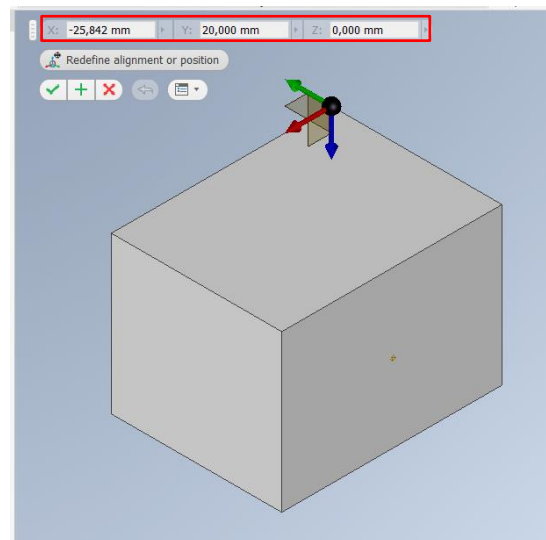 X: -25,842 mm Y: 20,000 mm Z: 0,000 mm
Redefine alignment or position